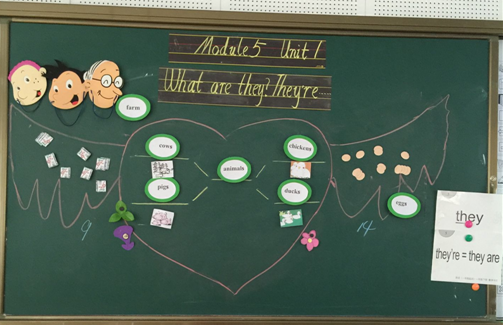 Module 5 Unit 1
What are they? They're...
farm
cows
chickens
animals
pigs
ducks
eggs
9
14
they
they're = they are